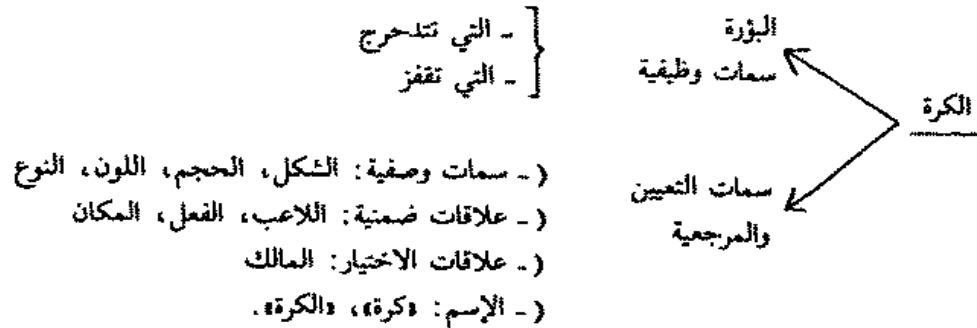 الكرة
البؤرة
سمات وظيفية
- التي تتدحرج
- التي تقفز
سمات التعيين
والمرجعية
(- سمات وصفية: الشكل، الحجم، اللون، النوع
(- علاقات ضمنية: اللاعب، الفعل، المكان
(- علاقات الاختيار: المالك
(- الإسم: «كرة»، «الكرة».